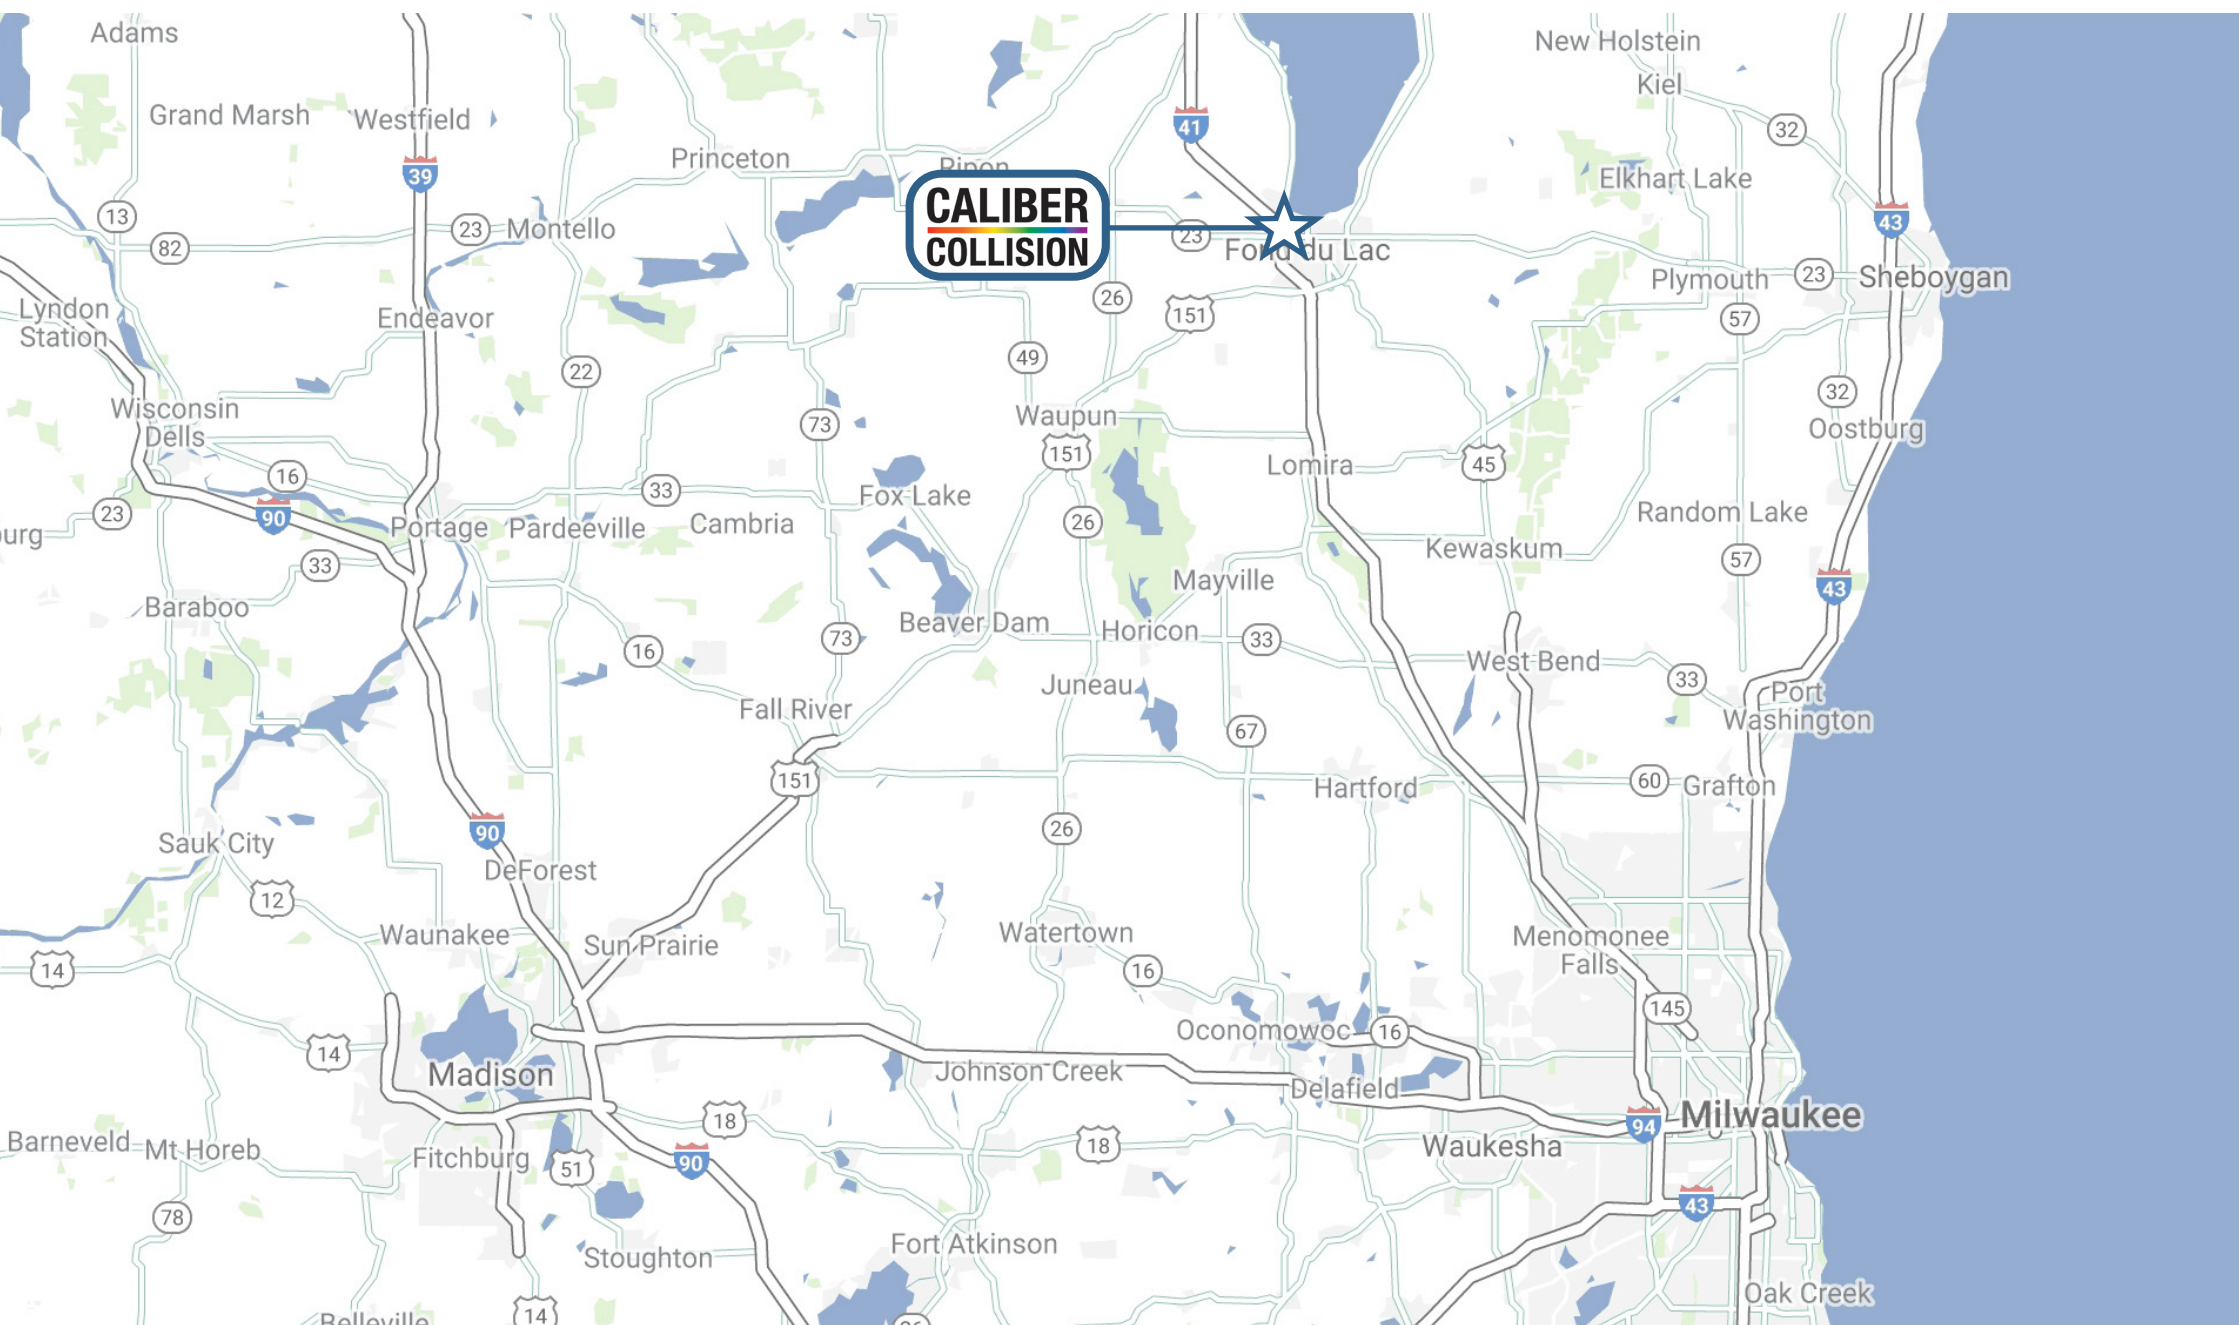 Adams
New Holstein
Kiel
Grand Marsh
Westfield
41
32
39
Princeton
Ripon
Elkhart Lake
CALIBER
COLLISION
13
82
23
Montello
23
Fond du Lac
43
Plymouth
23
Sheboygan
Lyndon
Station
Endeavor
26
151
57
49
22
Wisconsin
Dells
73
Waupun
32
Oostburg
151
Lomira
45
16
33
Fox Lake
23
90
Portage
Pardeeville
Cambria
26
Random Lake
urg
Kewaskum
33
57
Mayville
43
Baraboo
Beaver Dam
Horicon
33
73
16
West Bend
33
Juneau
Port
Washington
Fall River
67
151
Hartford
60
Grafton
26
90
Sauk City
DeForest
12
Waunakee
Sun Prairie
Watertown
Menomonee
Falls
14
16
145
14
Oconomowoc
16
Madison
Johnson Creek
Delafield
18
94
Milwaukee
Barneveld
Mt Horeb
Fitchburg
51
90
18
Waukesha
78
43
Stoughton
Fort Atkinson
Oak Creek
14
Belleville
26